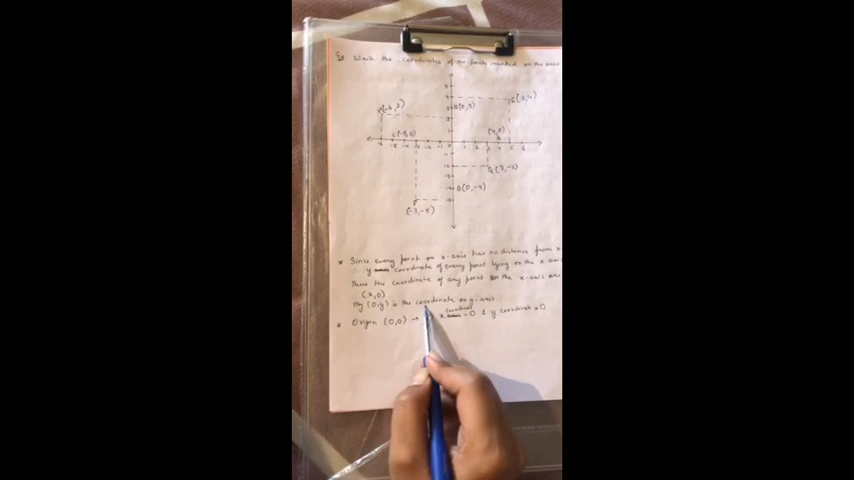 Write the coordinates of the points marked on the axes
(-6, 3)
B(0,3)
S(5,4)
C(-5,0)
(4,0)
A
Q(3,-2)
D(0,-4)
P
(-3,-5)
* Since every point on x-axis has no distance from x
∴ y coordinate of every point lying on the x axis
Thus the coordinate of any point on the x-axis are
(x,0)
|||ly (0,y) is the coordinate on y-axis
* Origin (0,0) → x coordinate = 0 & y coordinate = 0